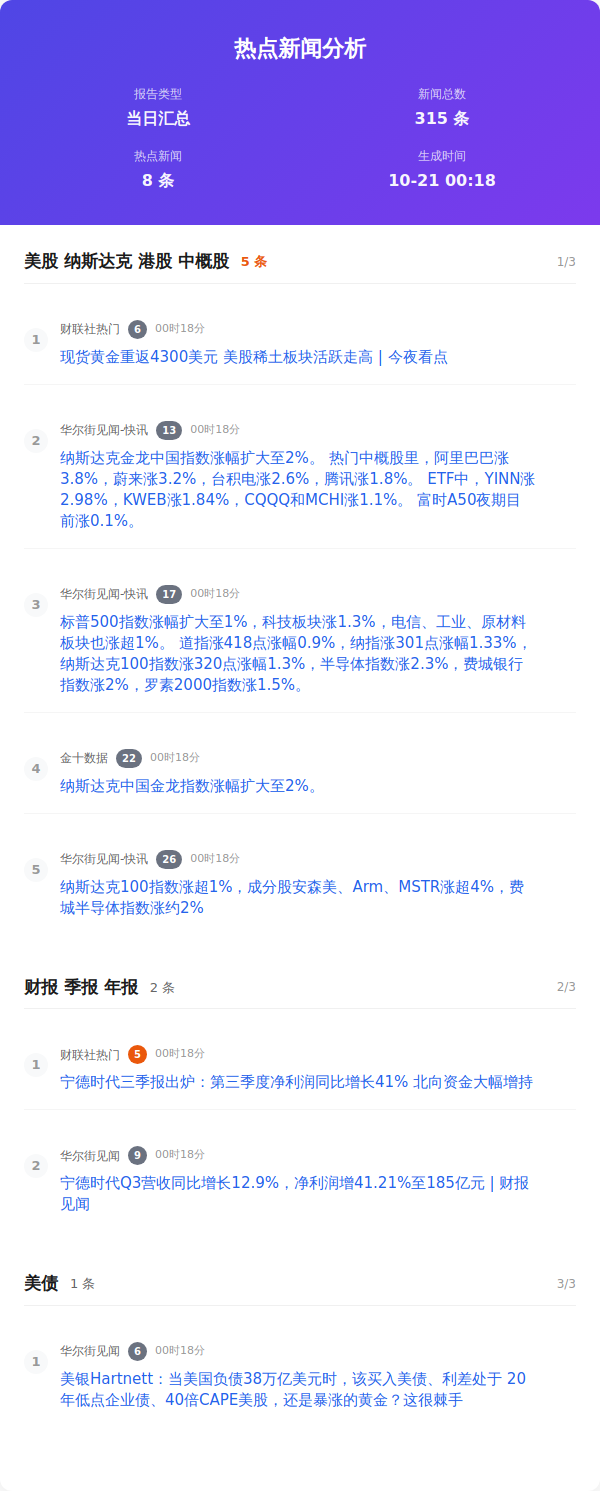 热点新闻分析
报告类型
当日汇总
新闻总数
315 条
热点新闻
8 条
生成时间
10-21 00:18
美股 纳斯达克 港股 中概股 5 条 1/3
1 财联社热门 6 00时18分
现货黄金重返4300美元 美股稀土板块活跃走高 | 今夜看点
2 华尔街见闻-快讯 13 00时18分
纳斯达克金龙中国指数涨幅扩大至2%。 热门中概股里，阿里巴巴涨
3.8%，蔚来涨3.2%，台积电涨2.6%，腾讯涨1.8%。 ETF中，YINN涨
2.98%，KWEB涨1.84%，CQQQ和MCHI涨1.1%。 富时A50夜期目
前涨0.1%。
3 华尔街见闻-快讯 17 00时18分
标普500指数涨幅扩大至1%，科技板块涨1.3%，电信、工业、原材料
板块也涨超1%。 道指涨418点涨幅0.9%，纳指涨301点涨幅1.33%，
纳斯达克100指数涨320点涨幅1.3%，半导体指数涨2.3%，费城银行
指数涨2%，罗素2000指数涨1.5%。
4 金十数据 22 00时18分
纳斯达克中国金龙指数涨幅扩大至2%。
5 华尔街见闻-快讯 26 00时18分
纳斯达克100指数涨超1%，成分股安森美、Arm、MSTR涨超4%，费
城半导体指数涨约2%
财报 季报 年报 2 条 2/3
1 财联社热门 5 00时18分
宁德时代三季报出炉：第三季度净利润同比增长41% 北向资金大幅增持
2 华尔街见闻 9 00时18分
宁德时代Q3营收同比增长12.9%，净利润增41.21%至185亿元 | 财报
见闻
美债 1 条 3/3
1 华尔街见闻 6 00时18分
美银Hartnett：当美国负债38万亿美元时，该买入美债、利差处于 20
年低点企业债、40倍CAPE美股，还是暴涨的黄金？这很棘手